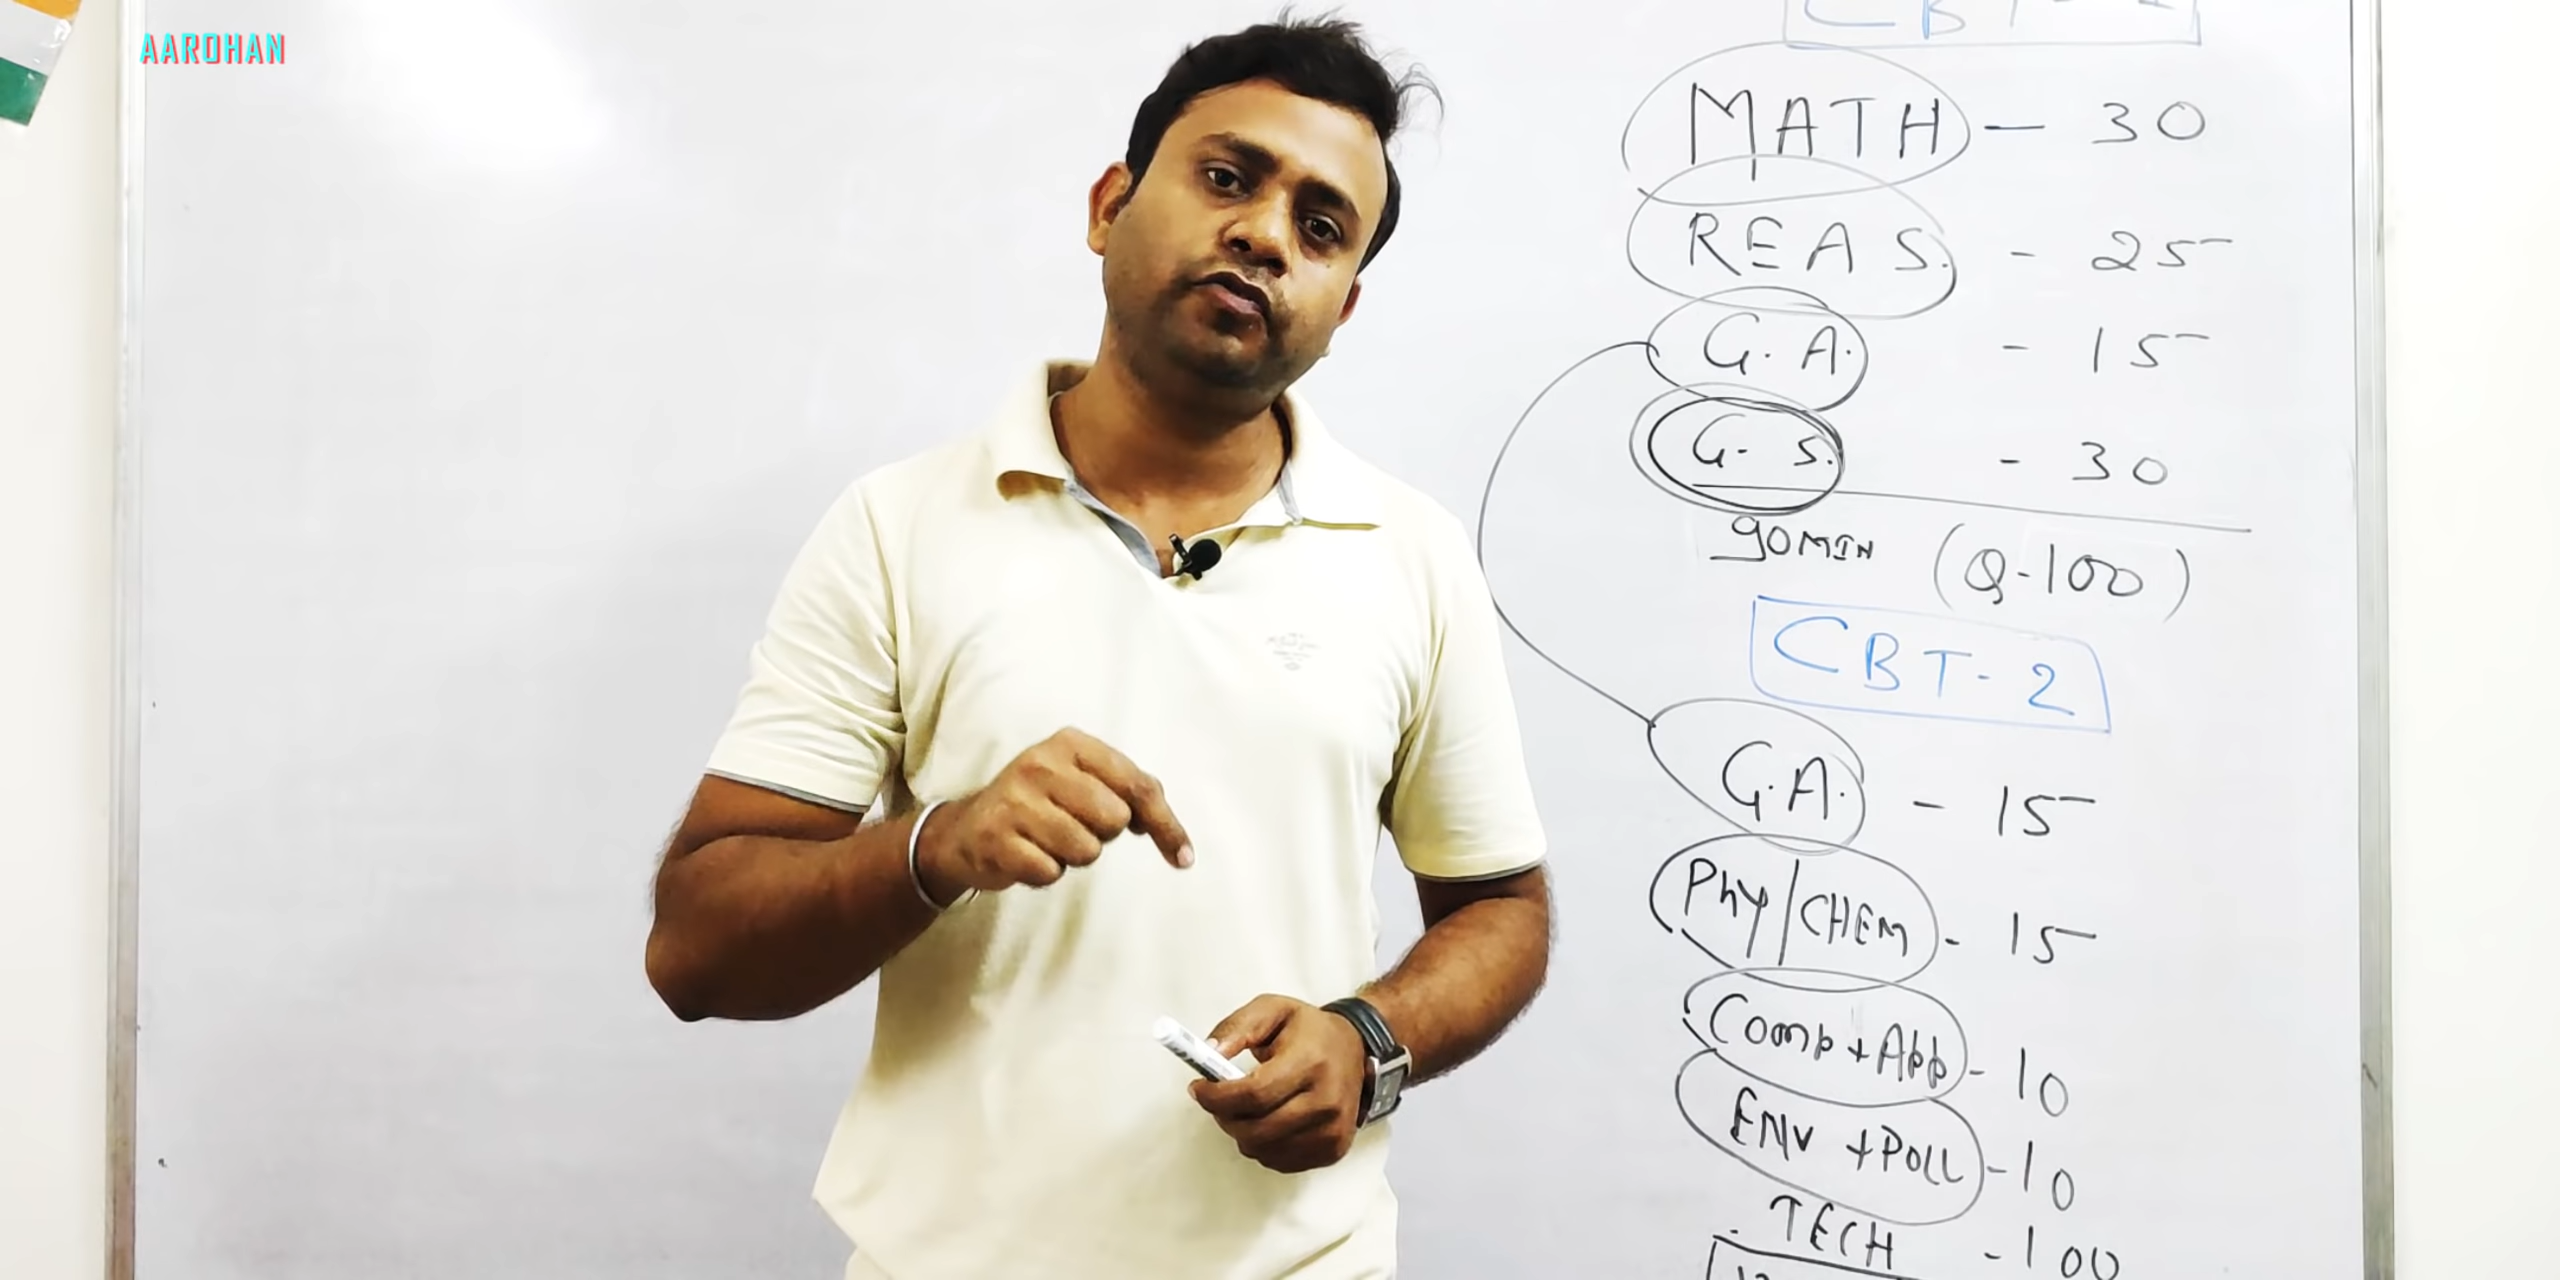 AAROHAN
MATH - 30
REAS. - 25
G.A. - 15
G.S. - 30
90MIN (Q-100)
CBT-2
G.A. - 15
Phy/CHEM - 15
Comp+App - 10
ENV +POLL - 10
TECH - 100